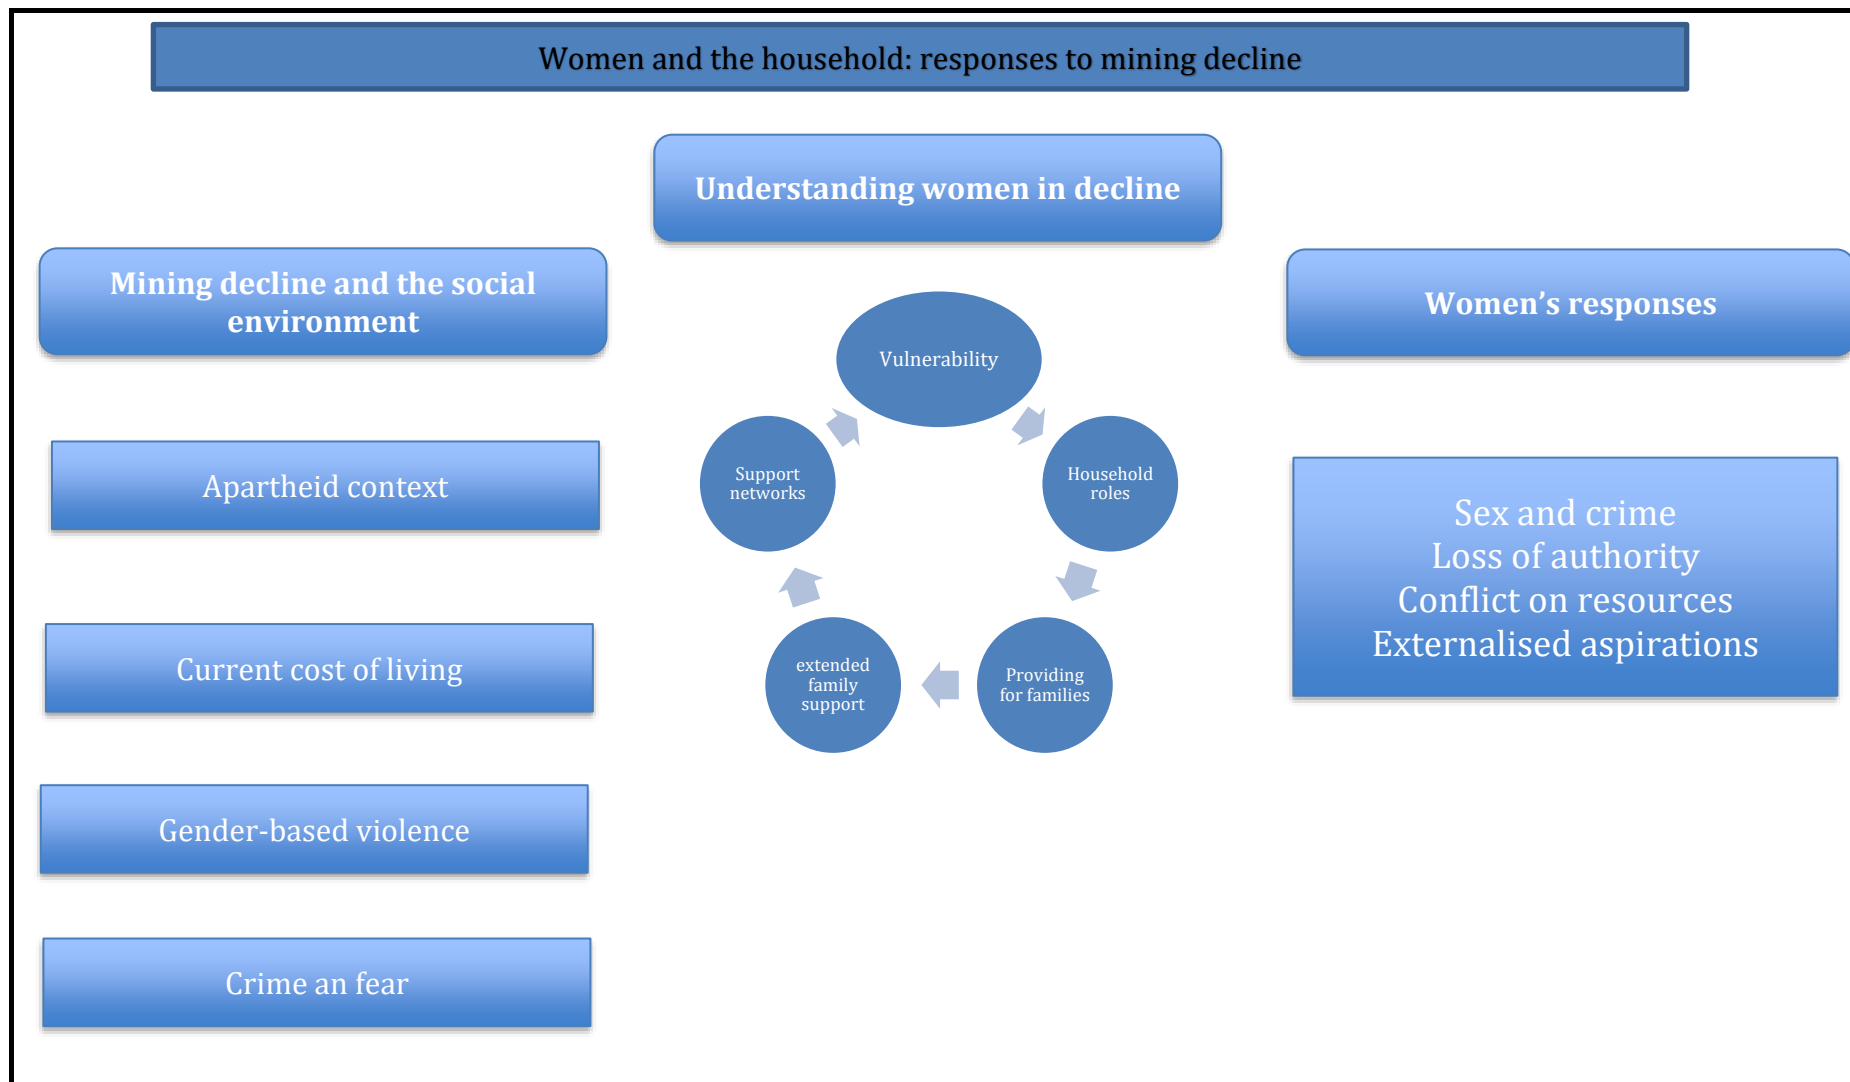 Women and the household: responses to mining decline
Understanding women in decline
Mining decline and the social
environment
Apartheid context
Current cost of living
Gender-based violence
Crime an fear
Vulnerability
Household
roles
Providing
for families
extended
family
support
Support
networks
Women’s responses
Sex and crime
Loss of authority
Conflict on resources
Externalised aspirations